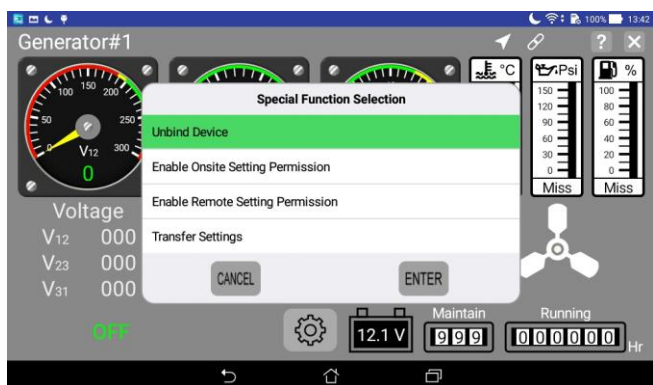 100% 13:42
Generator#1
? X
°C Psi %
50 100 150 200 250 300
V12
0
150 120 90 60 30 0
100 80 60 40 20 0
Miss Miss
Special Function Selection
Unbind Device
Enable Onsite Setting Permission
Enable Remote Setting Permission
Transfer Settings
CANCEL ENTER
Voltage
V12 000
V23 000
V31 000
OFF
12.1 V
Maintain
999
Running
000000 Hr